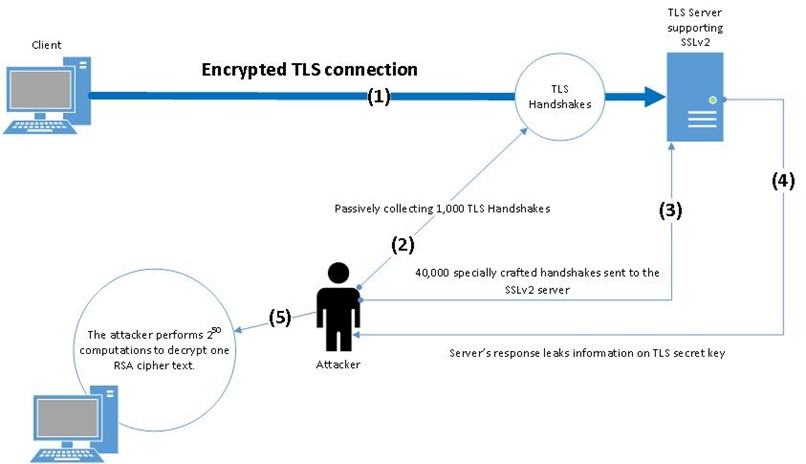 Client
TLS Server
supporting
SSLv2
Encrypted TLS connection
(1)
TLS
Handshakes
(4)
Passively collecting 1,000 TLS Handshakes
(3)
(2)
40,000 specially crafted handshakes sent to the
SSLv2 server
(5)
The attacker performs 2^50
computations to decrypt one
RSA cipher text.
Server's response leaks information on TLS secret key
Attacker